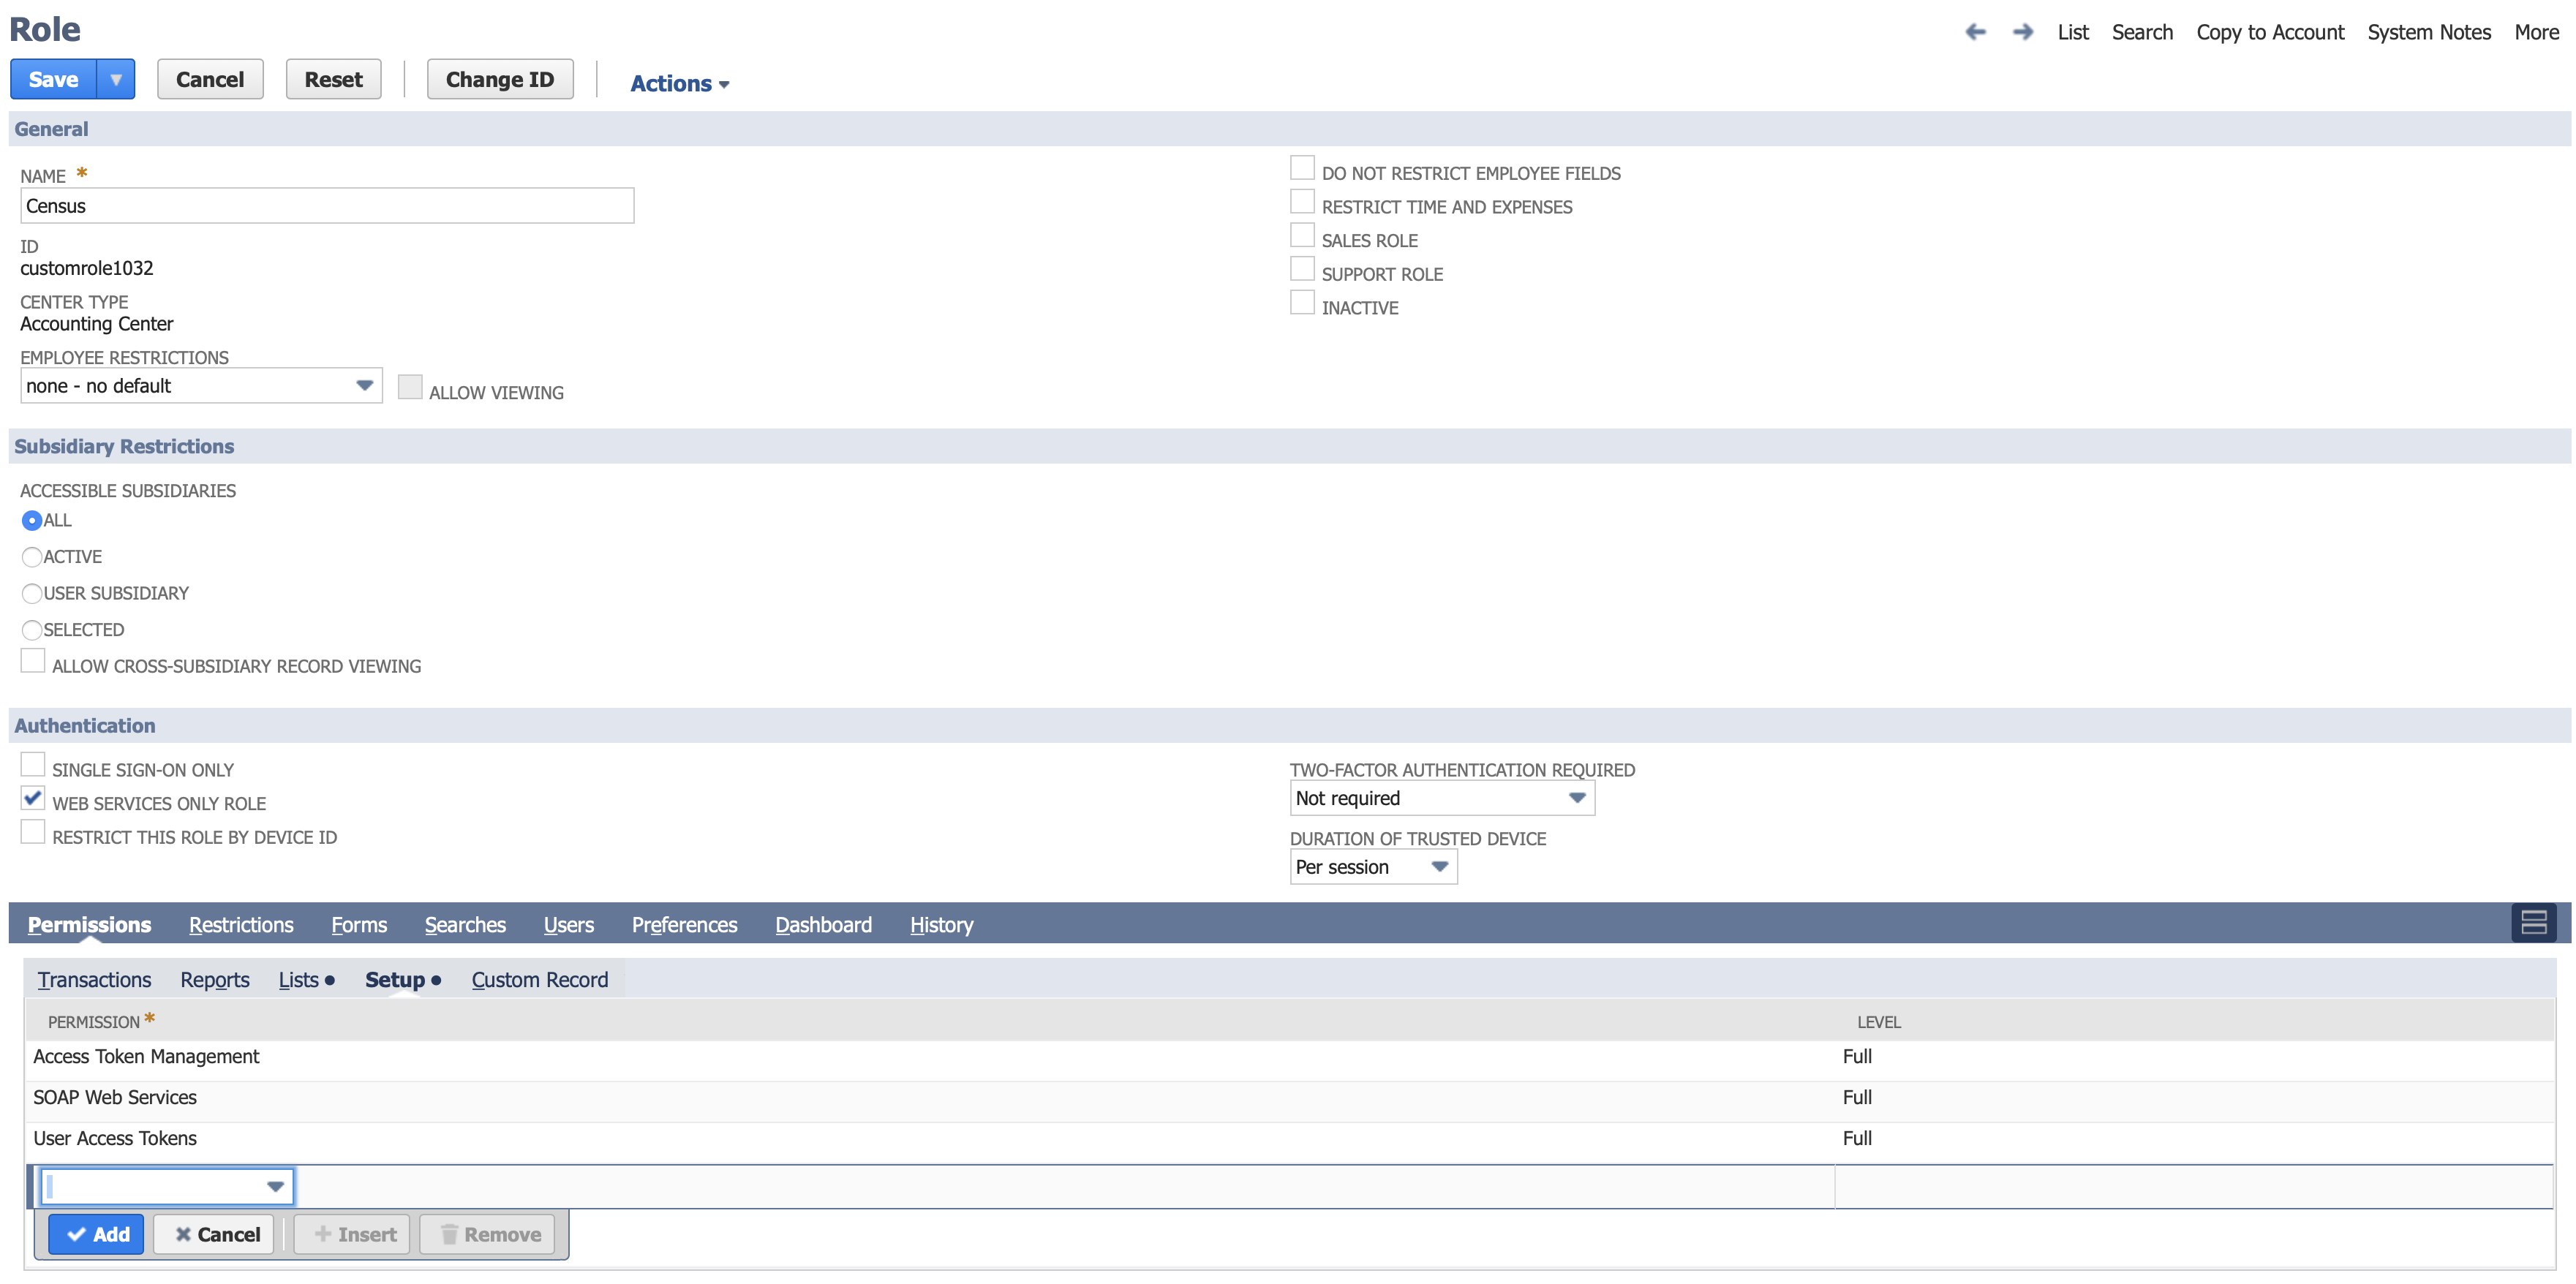 Role
List Search Copy to Account System Notes More
Save Cancel Reset Change ID Actions
General
NAME *
Census
ID
customrole1032
CENTER TYPE
Accounting Center
EMPLOYEE RESTRICTIONS
none - no default ALLOW VIEWING
DO NOT RESTRICT EMPLOYEE FIELDS
RESTRICT TIME AND EXPENSES
SALES ROLE
SUPPORT ROLE
INACTIVE
Subsidiary Restrictions
ACCESSIBLE SUBSIDIARIES
ALL
ACTIVE
USER SUBSIDIARY
SELECTED
ALLOW CROSS-SUBSIDIARY RECORD VIEWING
Authentication
SINGLE SIGN-ON ONLY
WEB SERVICES ONLY ROLE
RESTRICT THIS ROLE BY DEVICE ID
TWO-FACTOR AUTHENTICATION REQUIRED
Not required
DURATION OF TRUSTED DEVICE
Per session
Permissions Restrictions Forms Searches Users Preferences Dashboard History
Transactions Reports Lists • Setup • Custom Record
PERMISSION * LEVEL
Access Token Management Full
SOAP Web Services Full
User Access Tokens Full
Add Cancel Insert Remove